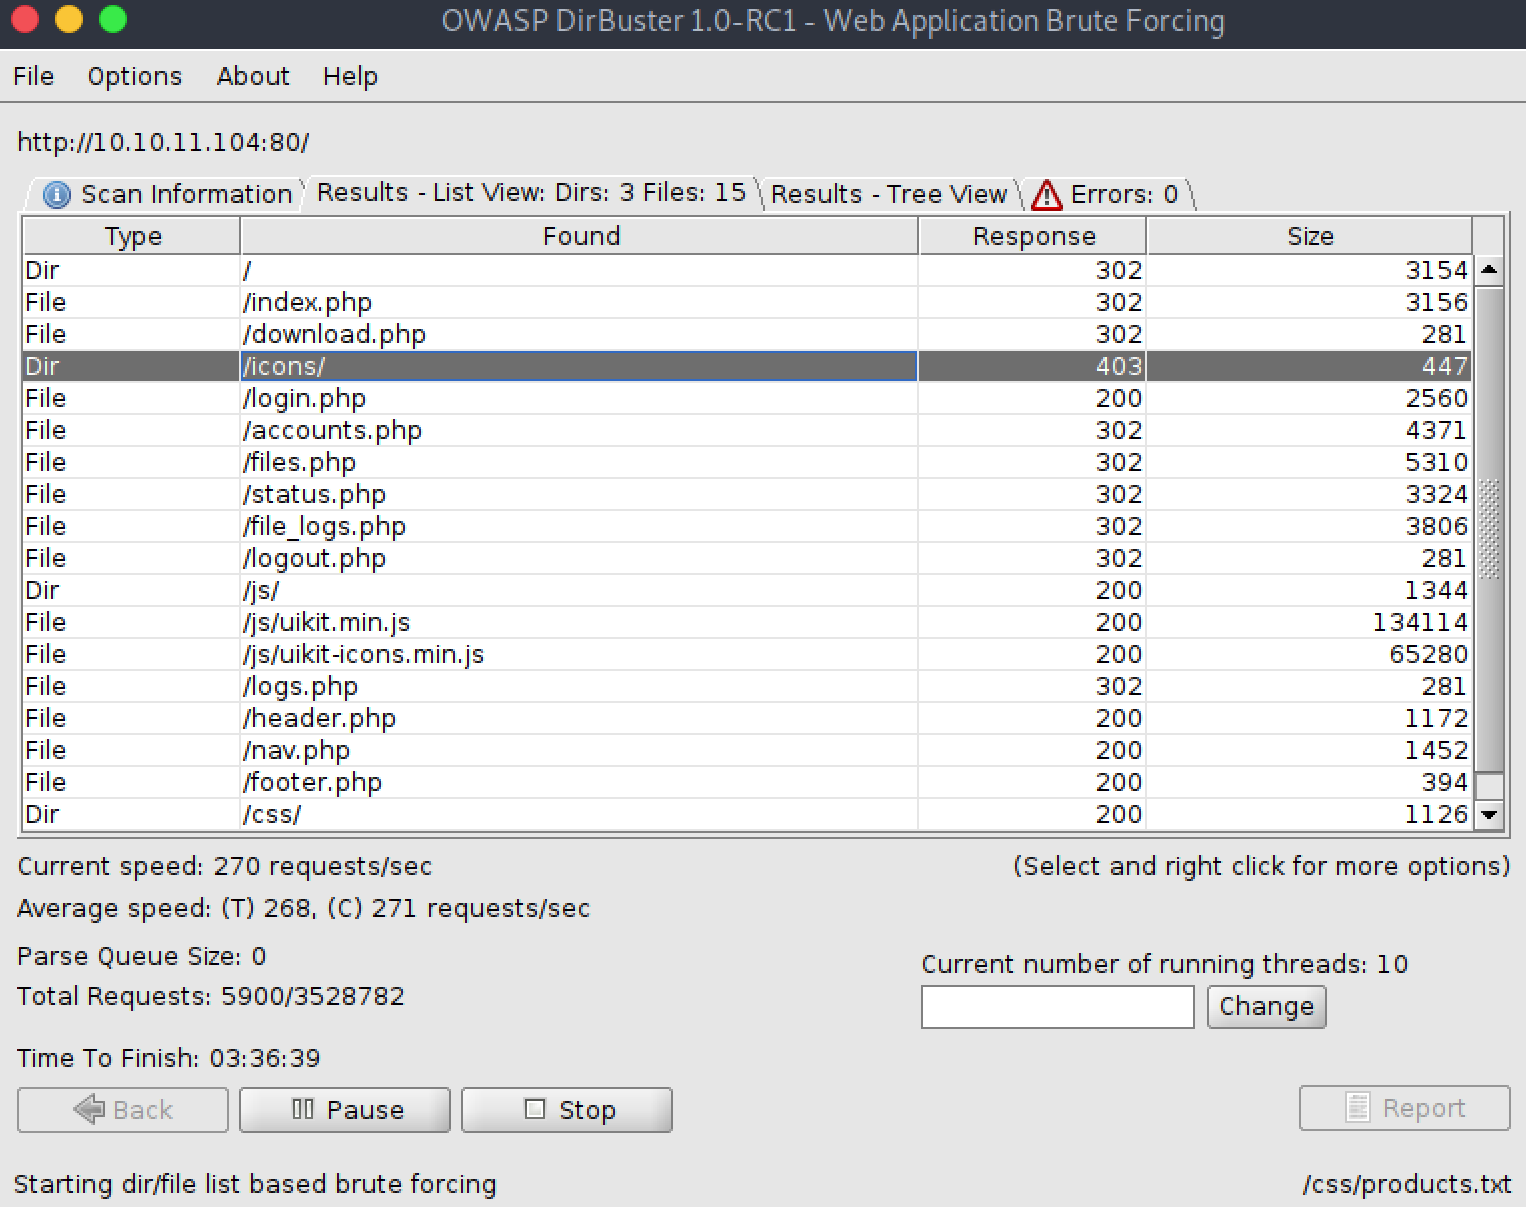 OWASP DirBuster 1.0-RC1 - Web Application Brute Forcing
File Options About Help
http://10.10.11.104:80/
Scan Information Results - List View: Dirs: 3 Files: 15 Results - Tree View Errors: 0
Type Found Response Size
Dir / 302 3154
File /index.php 302 3156
File /download.php 302 281
Dir /icons/ 403 447
File /login.php 200 2560
File /accounts.php 302 4371
File /files.php 302 5310
File /status.php 302 3324
File /file_logs.php 302 3806
File /logout.php 302 281
Dir /js/ 200 1344
File /js/uikit.min.js 200 134114
File /js/uikit-icons.min.js 200 65280
File /logs.php 302 281
File /header.php 200 1172
File /nav.php 200 1452
File /footer.php 200 394
Dir /css/ 200 1126
Current speed: 270 requests/sec (Select and right click for more options)
Average speed: (T) 268, (C) 271 requests/sec
Parse Queue Size: 0
Current number of running threads: 10
Total Requests: 5900/3528782
Change
Time To Finish: 03:36:39
Back Pause Stop Report
Starting dir/file list based brute forcing /css/products.txt